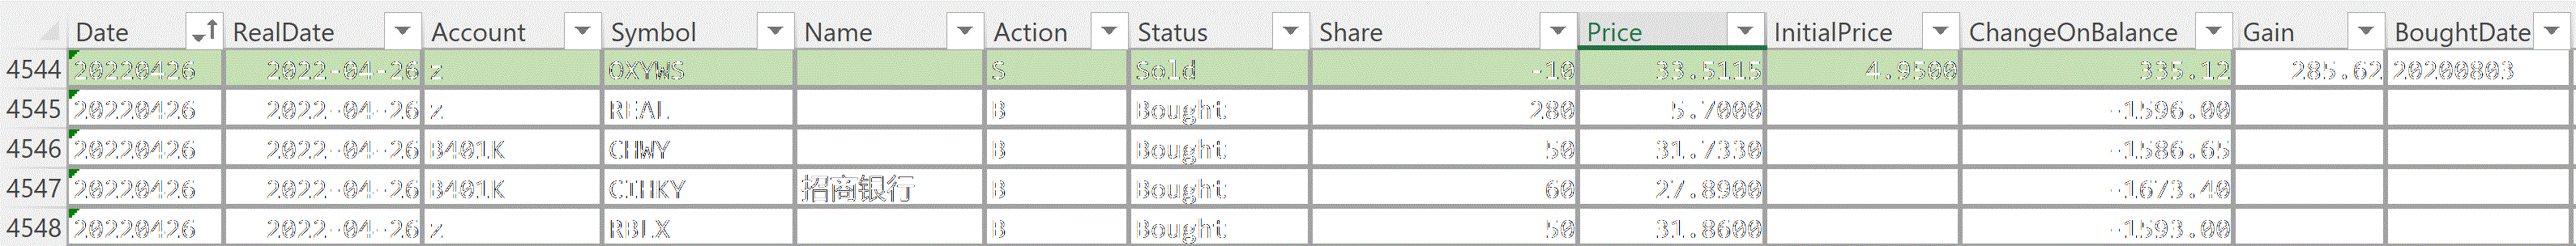 Date RealDate Account Symbol Name Action Status Share Price InitialPrice ChangeOnBalance Gain BoughtDate
4544 20220426 2022-04-26 z OXYWS S Sold -10 33.5115 4.9500 335.12 285.62 20200803
4545 20220426 2022-04-26 z REAL B Bought 280 5.7000 -1596.00
4546 20220426 2022-04-26 B401K CHWY B Bought 50 31.7330 -1586.65
4547 20220426 2022-04-26 B401K CIHKY 招商银行 B Bought 60 27.8900 -1673.40
4548 20220426 2022-04-26 z RBLX B Bought 50 31.8600 -1593.00